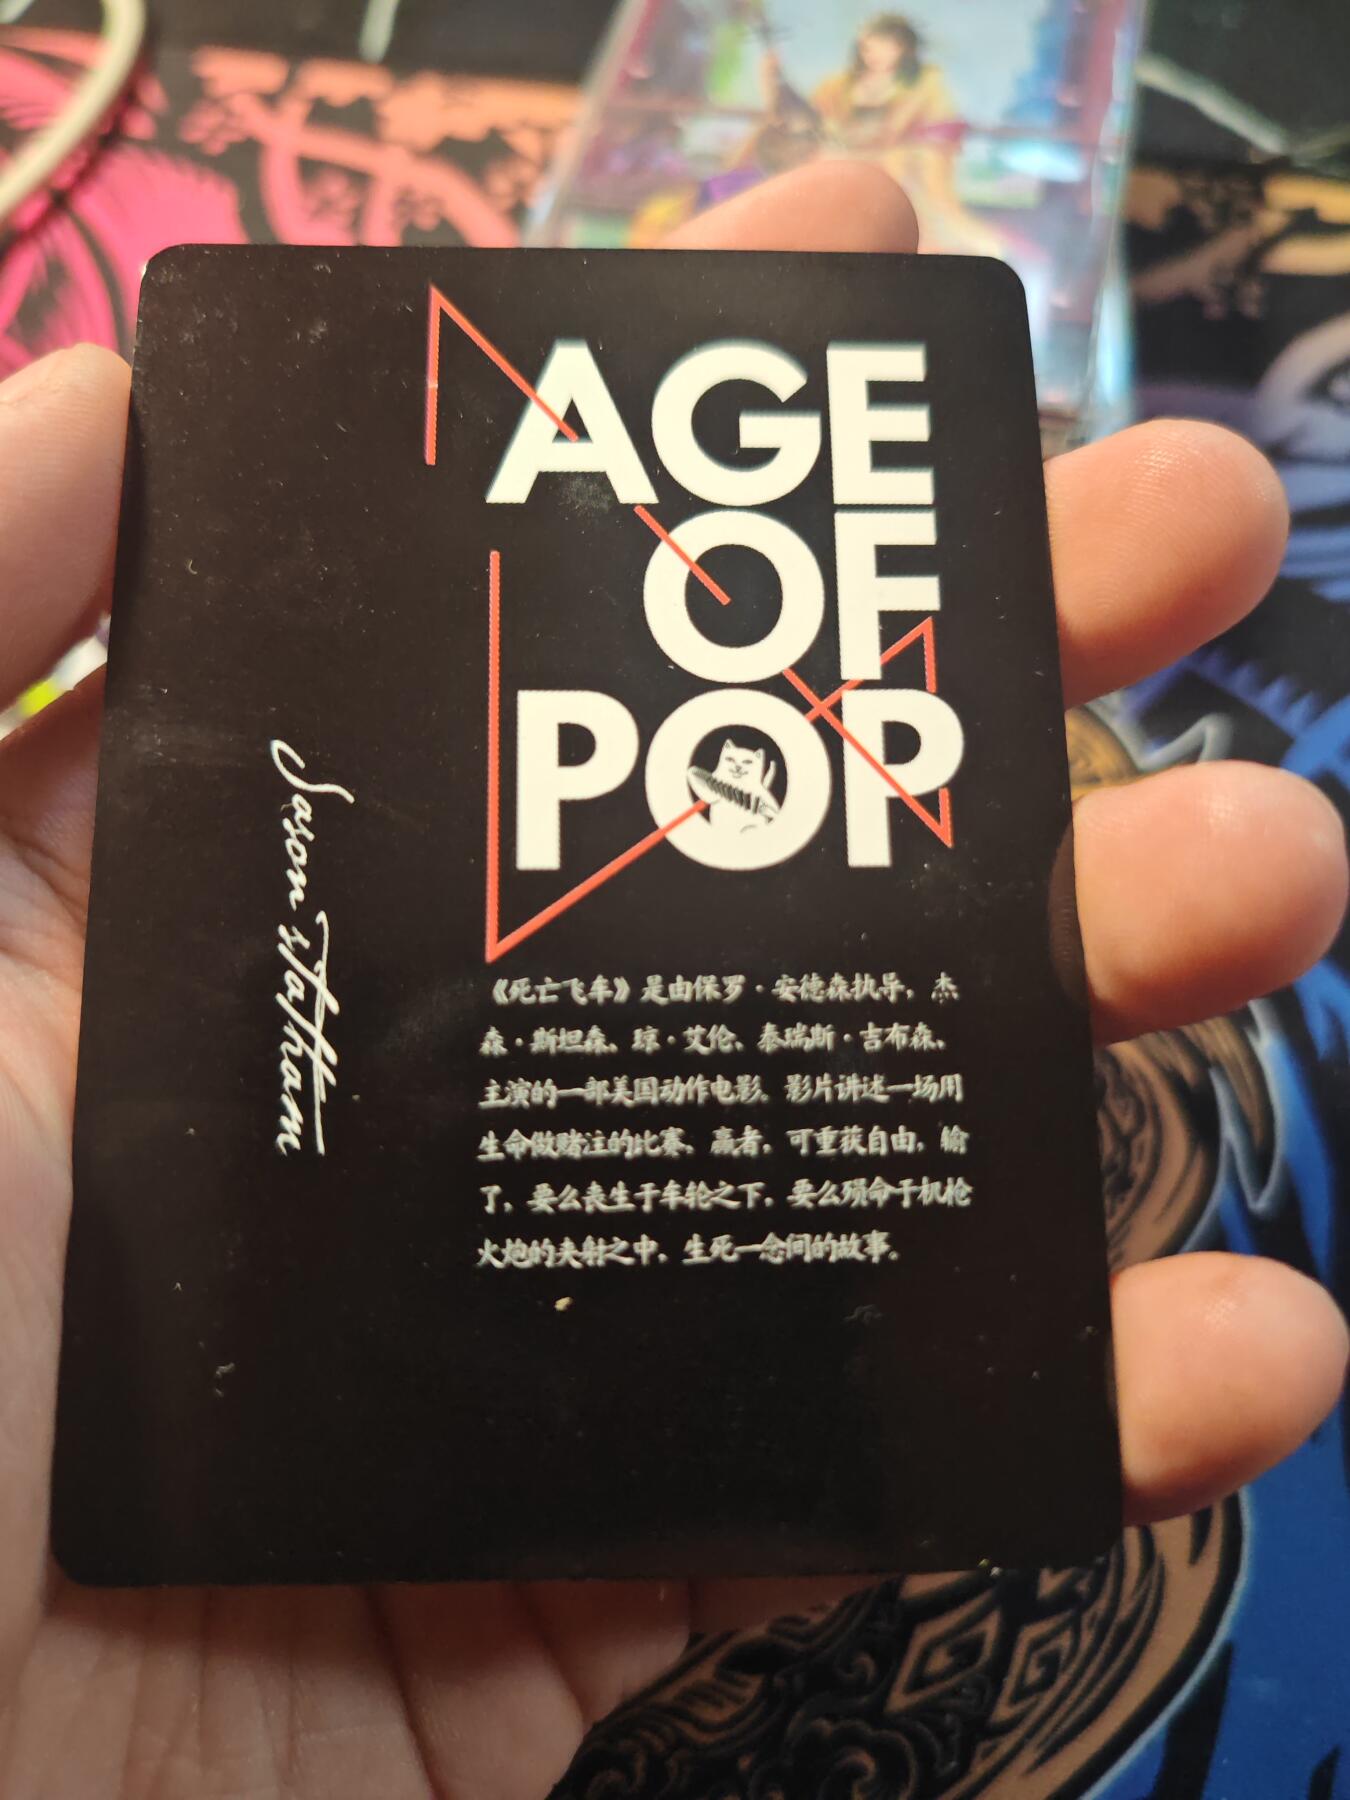 AGE
OF
POP
Jason Statham
《死亡飞车》是由保罗·安德森执导,杰
森·斯坦森、琼·艾伦、泰瑞斯·吉布森、
主演的一部美国动作电影。影片讲述一场用
生命做赌注的比赛,赢者,可重获自由,输
了,要么丧生于车轮之下,要么殒命于机枪
火炮的夹射之中,生死一念间的故事。